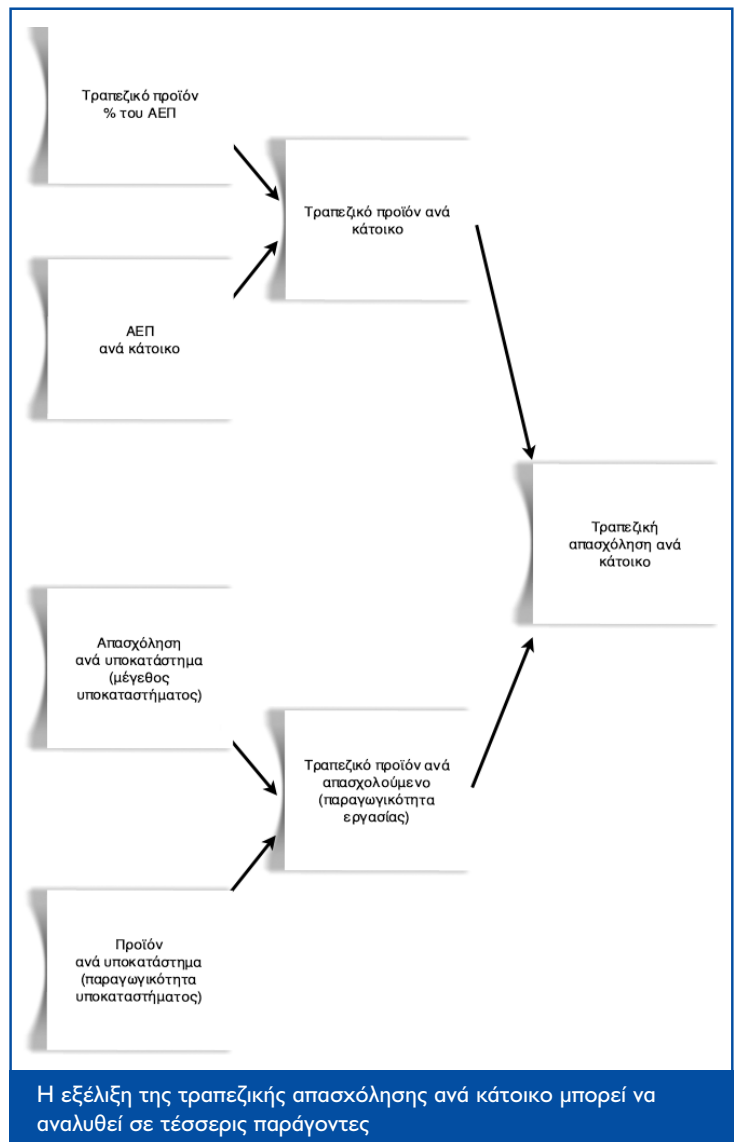 Τραπεζικό προϊόν
% του ΑΕΠ
Τραπεζικό προϊόν ανά
κάτοικο
ΑΕΠ
ανά κάτοικο
Τραπεζική
απασχόληση ανά
κάτοικο
Απασχόληση
ανά υποκατάστημα
(μέγεθος
υποκαταστήματος)
Τραπεζικό προϊόν ανά
απασχολούμενο
(παραγωγικότητα
εργασίας)
Προϊόν
ανά υποκατάστημα
(παραγωγικότητα
υποκαταστήματος)
Η εξέλιξη της τραπεζικής απασχόλησης ανά κάτοικο μπορεί να
αναλυθεί σε τέσσερις παράγοντες